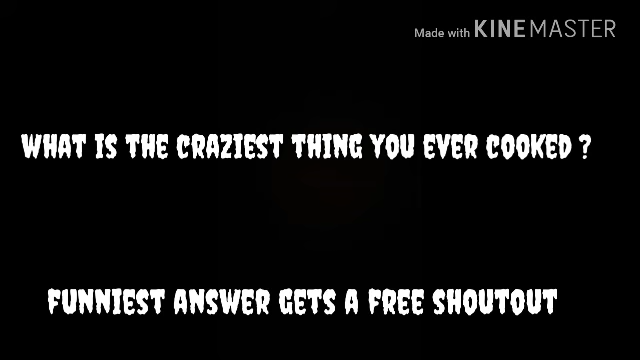 Made with KINEMASTER
WHAT IS THE CRAZIEST THING YOU EVER COOKED ?
FUNNIEST ANSWER GETS A FREE SHOUTOUT